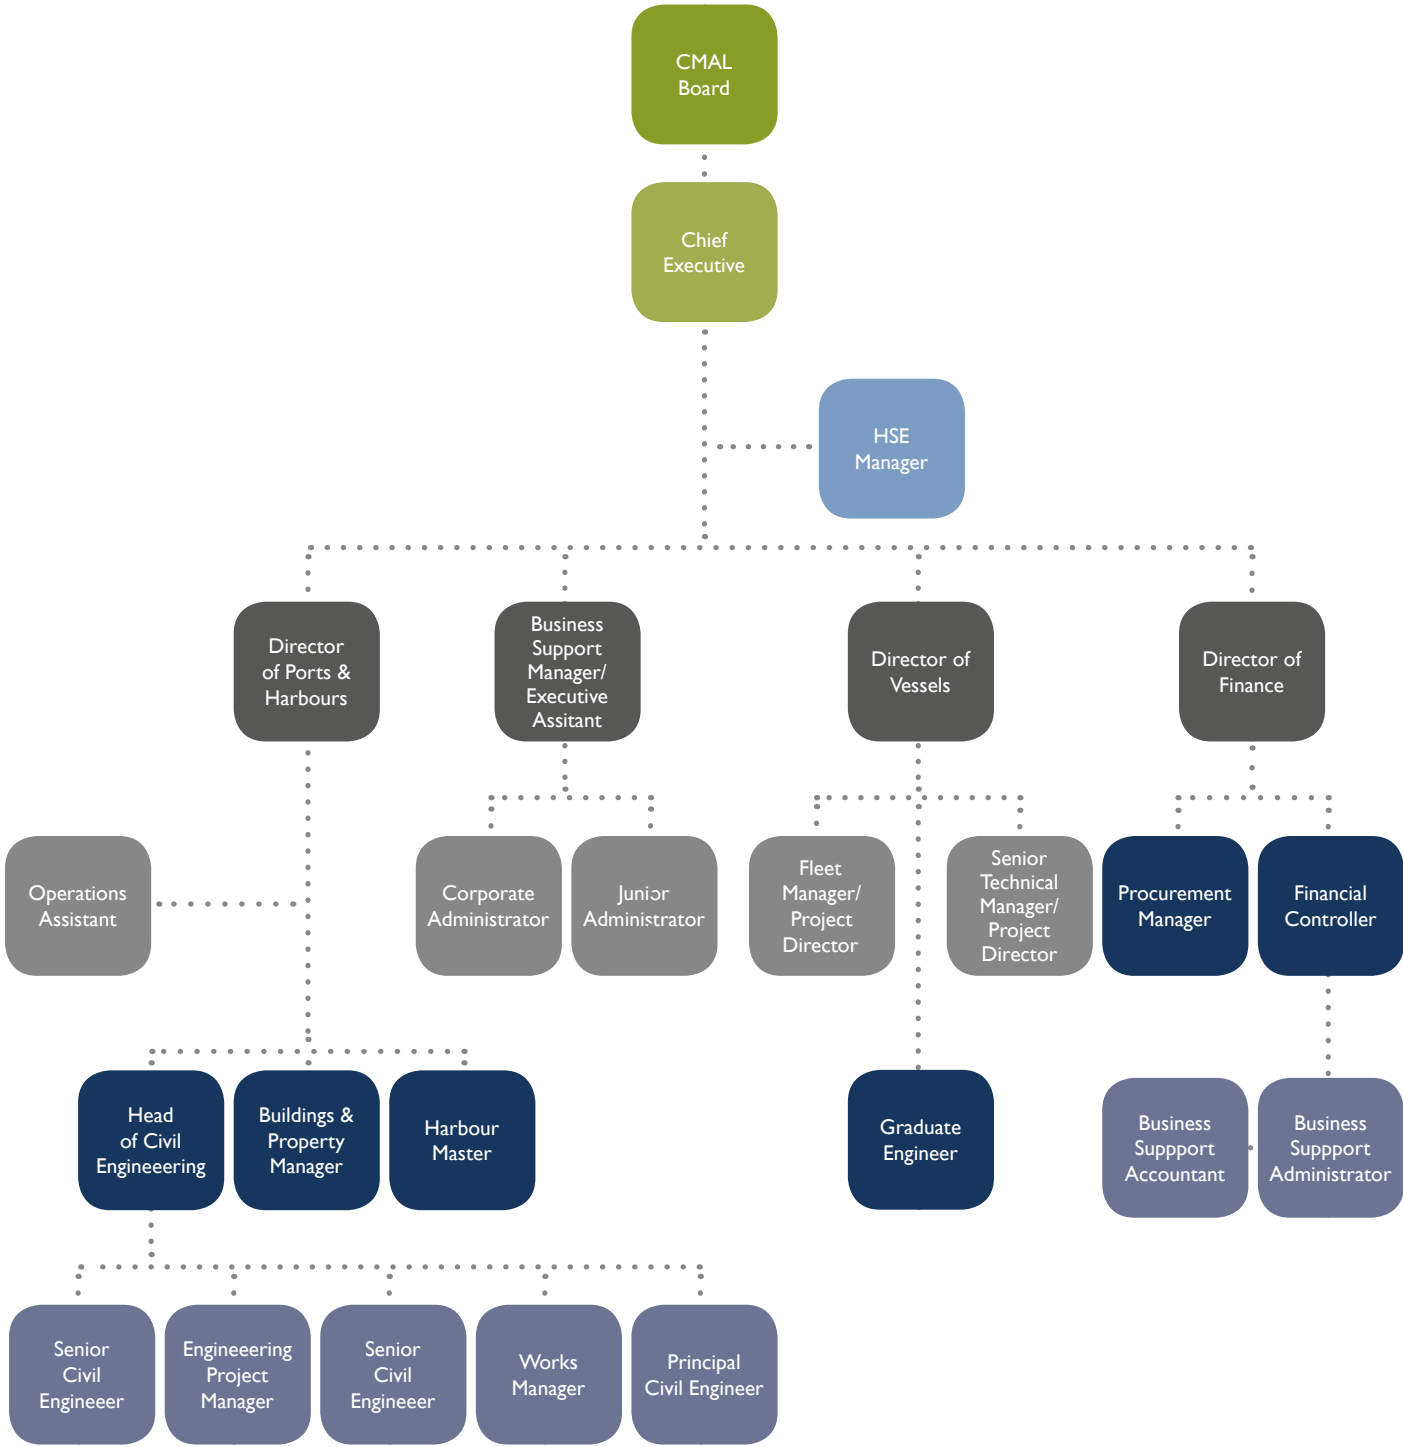 CMAL
Board
Chief
Executive
HSE
Manager
Director
of Ports &
Harbours
Business
Support
Manager/
Executive
Assitant
Director of
Vessels
Director of
Finance
Operations
Assistant
Corporate
Administrator
Junior
Administrator
Fleet
Manager/
Project
Director
Senior
Technical
Manager/
Project
Director
Procurement
Manager
Financial
Controller
Head
of Civil
Engineeering
Buildings &
Property
Manager
Harbour
Master
Graduate
Engineer
Business
Suppport
Accountant
Business
Suppport
Administrator
Senior
Civil
Engineeer
Engineeering
Project
Manager
Senior
Civil
Engineeer
Works
Manager
Principal
Civil Engineer